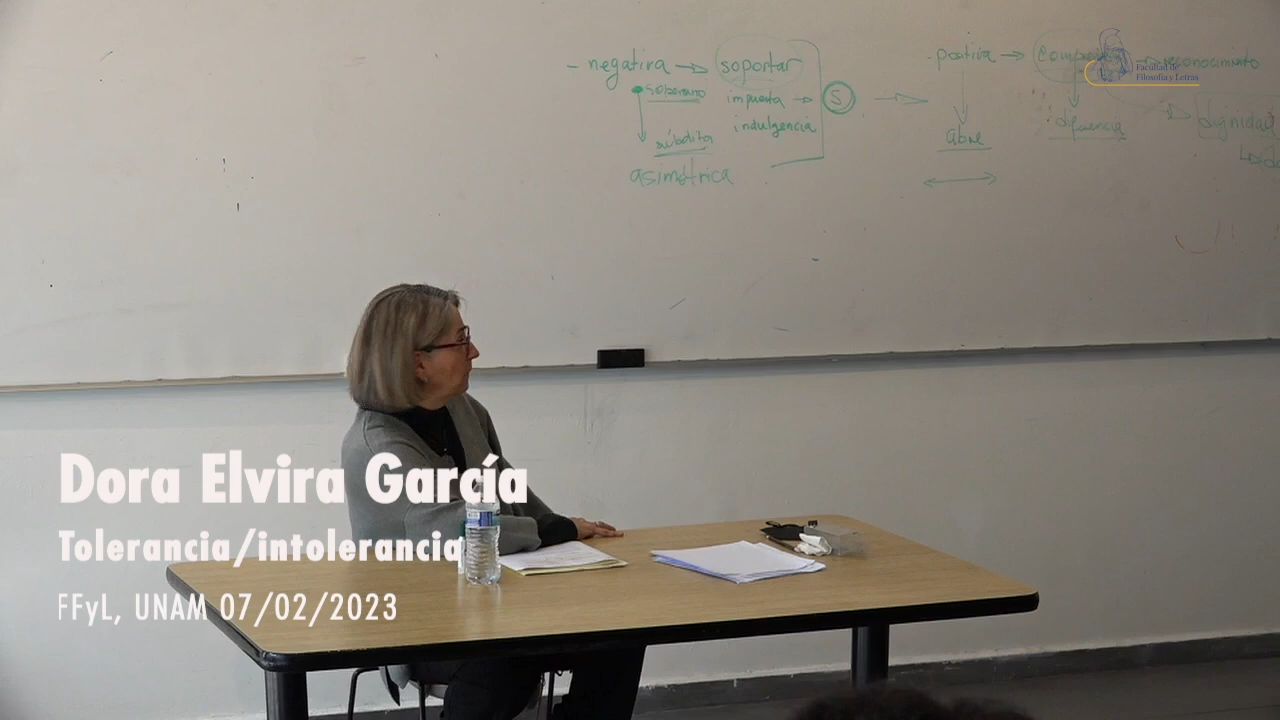 - negativa → soportar
soberano impuesta → S →
súbdito indulgencia
asimétrica
- positiva → reconocimiento
abre diferencia dignidad
Facultad de
Filosofía y Letras
Dora Elvira García
Tolerancia/intolerancia
FFyL, UNAM 07/02/2023